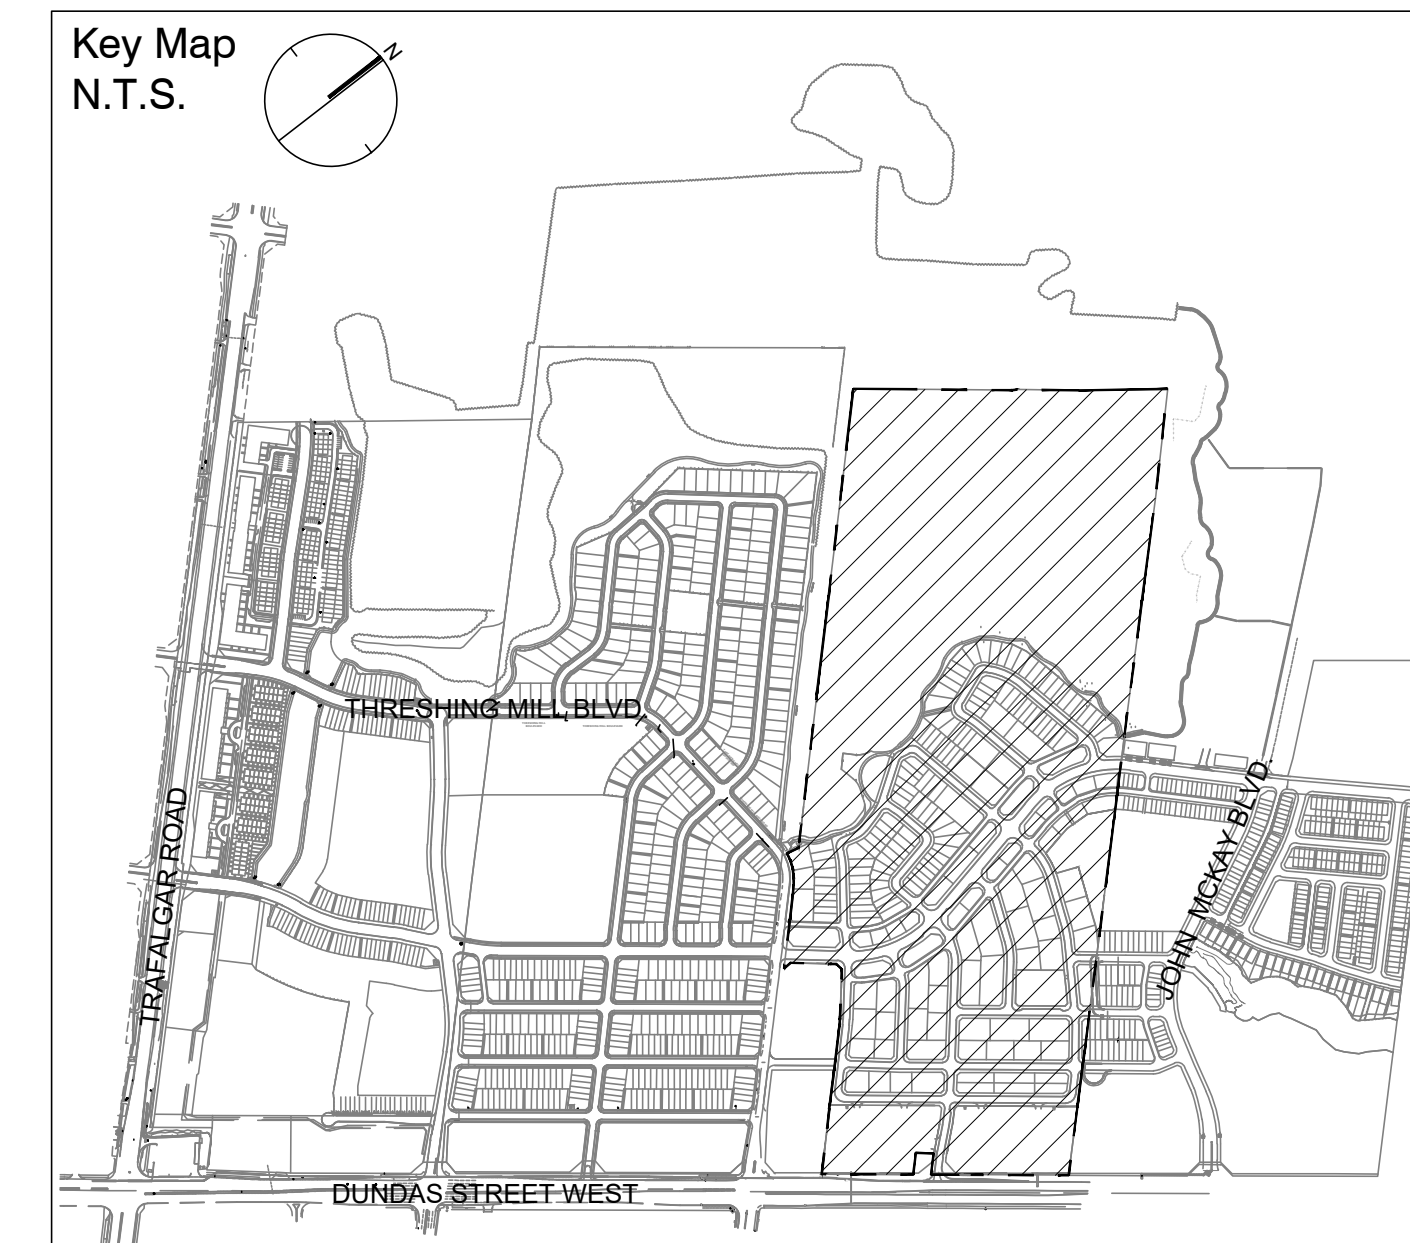 Key Map
N.T.S.
N
THRESHING MILL BLVD.
TRAFALGAR ROAD
JOHN MCKAY BLVD.
DUNDAS STREET WEST